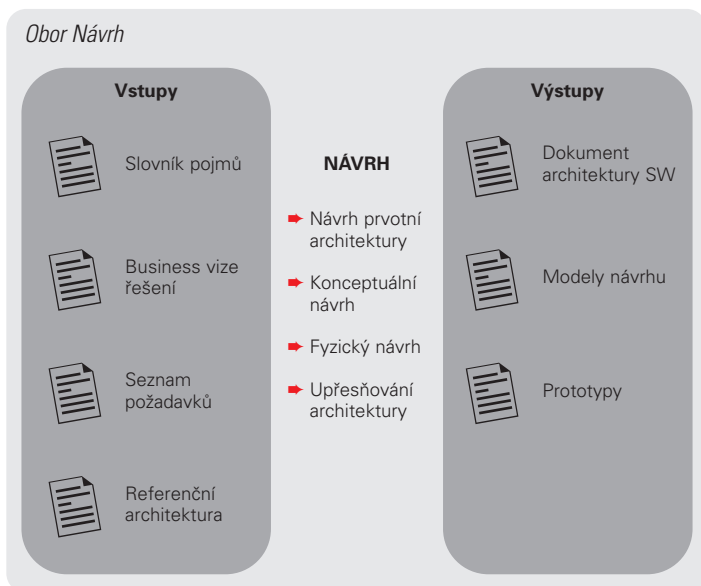 Obor Návrh
Vstupy
Slovník pojmů
Business vize
řešení
Seznam
požadavků
Referenční
architektura
NÁVRH
Návrh prvotní
architektury
Konceptuální
návrh
Fyzický návrh
Upřesňování
architektury
Výstupy
Dokument
architektury SW
Modely návrhu
Prototypy